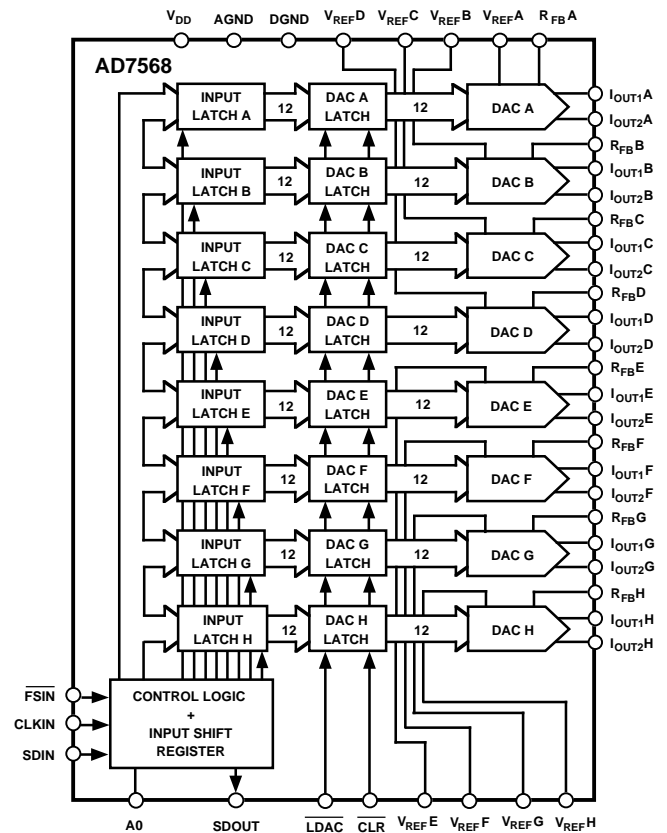 VDD AGND DGND VREFD VREFC VREFB VREFA RFBA
AD7568
INPUT LATCH A 12 DAC A LATCH 12 DAC A
IOUT1A
IOUT2A
RFBB
INPUT LATCH B 12 DAC B LATCH 12 DAC B
IOUT1B
IOUT2B
RFBC
INPUT LATCH C 12 DAC C LATCH 12 DAC C
IOUT1C
IOUT2C
RFBD
INPUT LATCH D 12 DAC D LATCH 12 DAC D
IOUT1D
IOUT2D
RFBE
INPUT LATCH E 12 DAC E LATCH 12 DAC E
IOUT1E
IOUT2E
RFBF
INPUT LATCH F 12 DAC F LATCH 12 DAC F
IOUT1F
IOUT2F
RFBG
INPUT LATCH G 12 DAC G LATCH 12 DAC G
IOUT1G
IOUT2G
RFBH
INPUT LATCH H 12 DAC H LATCH 12 DAC H
IOUT1H
IOUT2H
FSIN
CLKIN
SDIN
CONTROL LOGIC
+
INPUT SHIFT
REGISTER
A0 SDOUT LDAC CLR VREFE VREFF VREFG VREFH